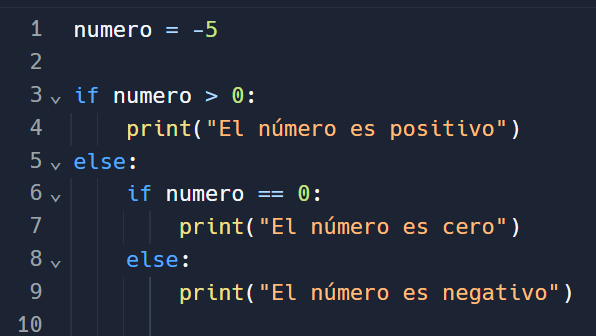 1 numero = -5
2
3 if numero > 0:
4     print("El número es positivo")
5 else:
6     if numero == 0:
7         print("El número es cero")
8     else:
9         print("El número es negativo")
10